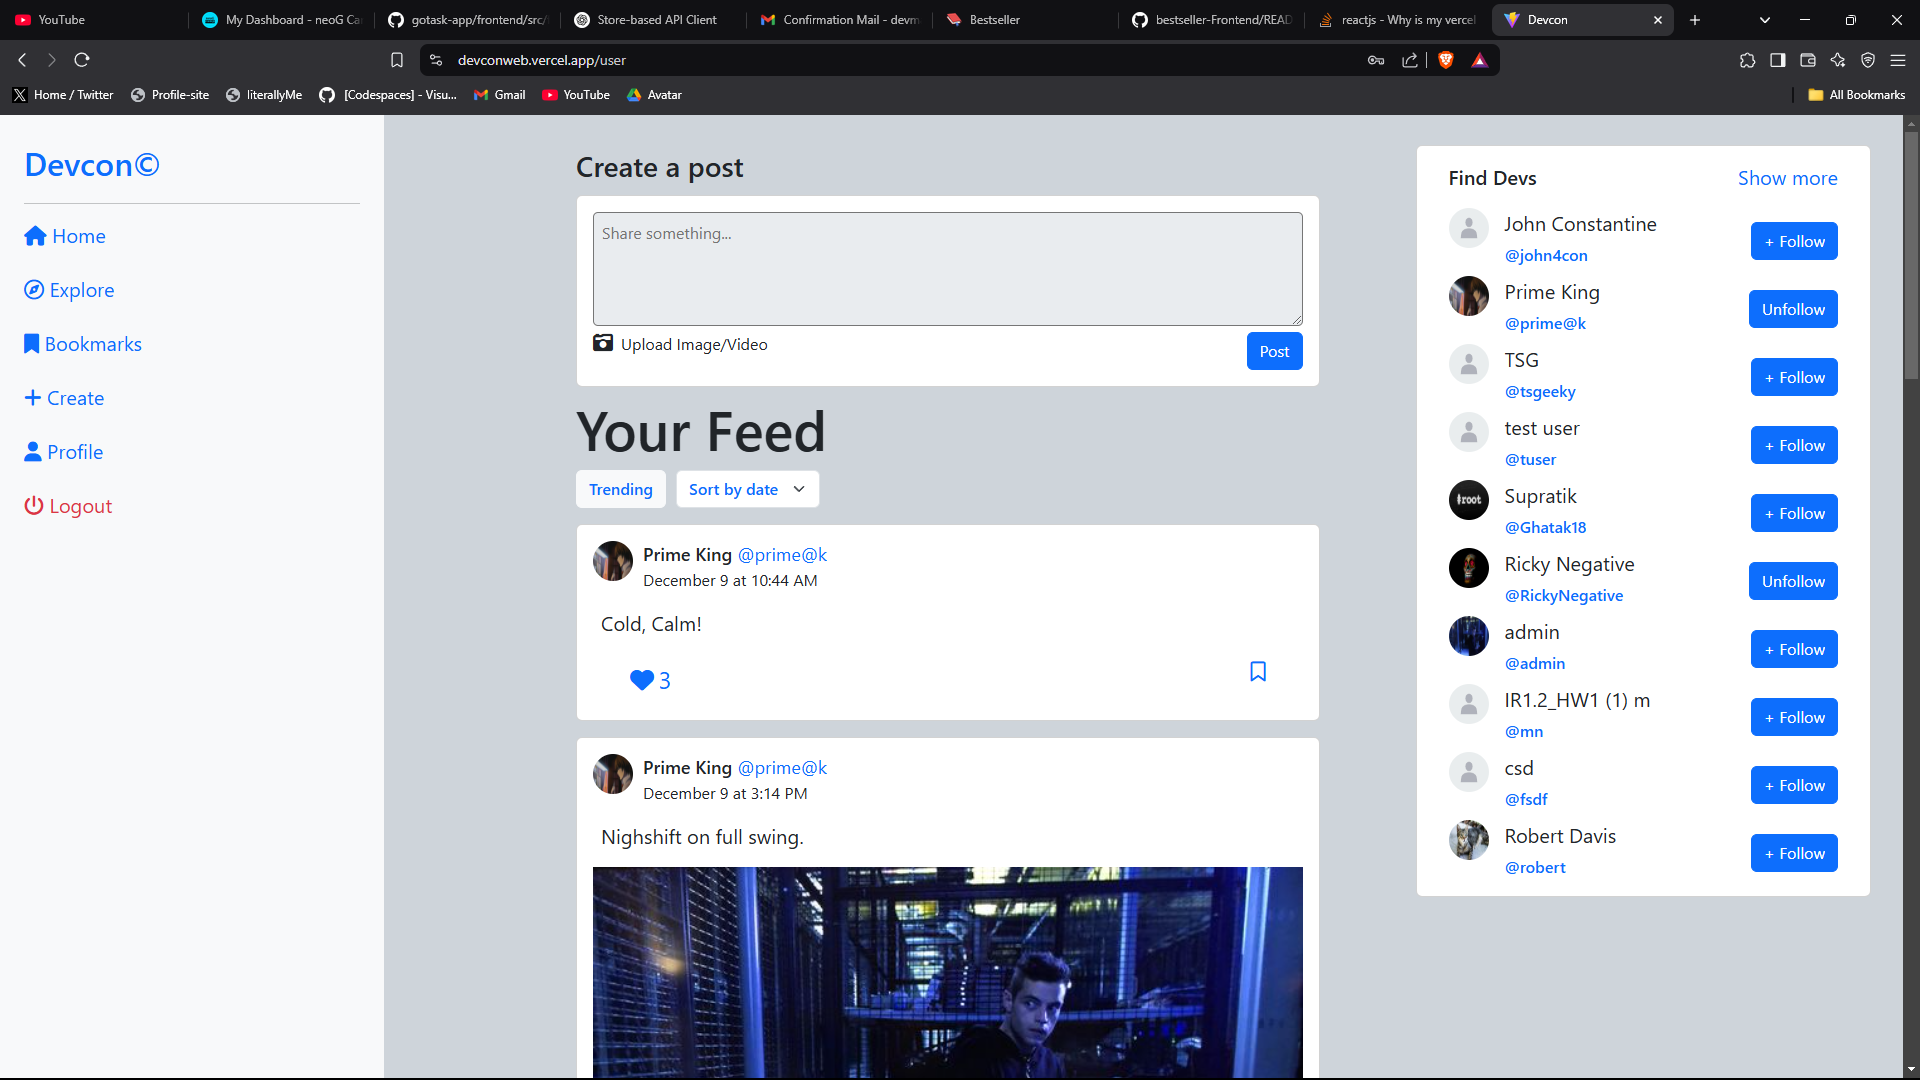 YouTube
My Dashboard - neoG Ca
gotask-app/frontend/src/
Store-based API Client
Confirmation Mail - devm
Bestseller
bestseller-Frontend/READ
reactjs - Why is my vercel
Devcon
devconweb.vercel.app/user
Home / Twitter
Profile-site
literallyMe
[Codespaces] - Visu...
Gmail
YouTube
Avatar
All Bookmarks
Devcon©
Home
Explore
Bookmarks
Create
Profile
Logout
Create a post
Share something...
Upload Image/Video
Post
Your Feed
Trending
Sort by date
Prime King @prime@k
December 9 at 10:44 AM
Cold, Calm!
3
Prime King @prime@k
December 9 at 3:14 PM
Nighshift on full swing.
Find Devs
Show more
John Constantine
@john4con
+ Follow
Prime King
@prime@k
Unfollow
TSG
@tsgeeky
+ Follow
test user
@tuser
+ Follow
root
Supratik
@Ghatak18
+ Follow
Ricky Negative
@RickyNegative
Unfollow
admin
@admin
+ Follow
IR1.2_HW1 (1) m
@mn
+ Follow
csd
@fsdf
+ Follow
Robert Davis
@robert
+ Follow